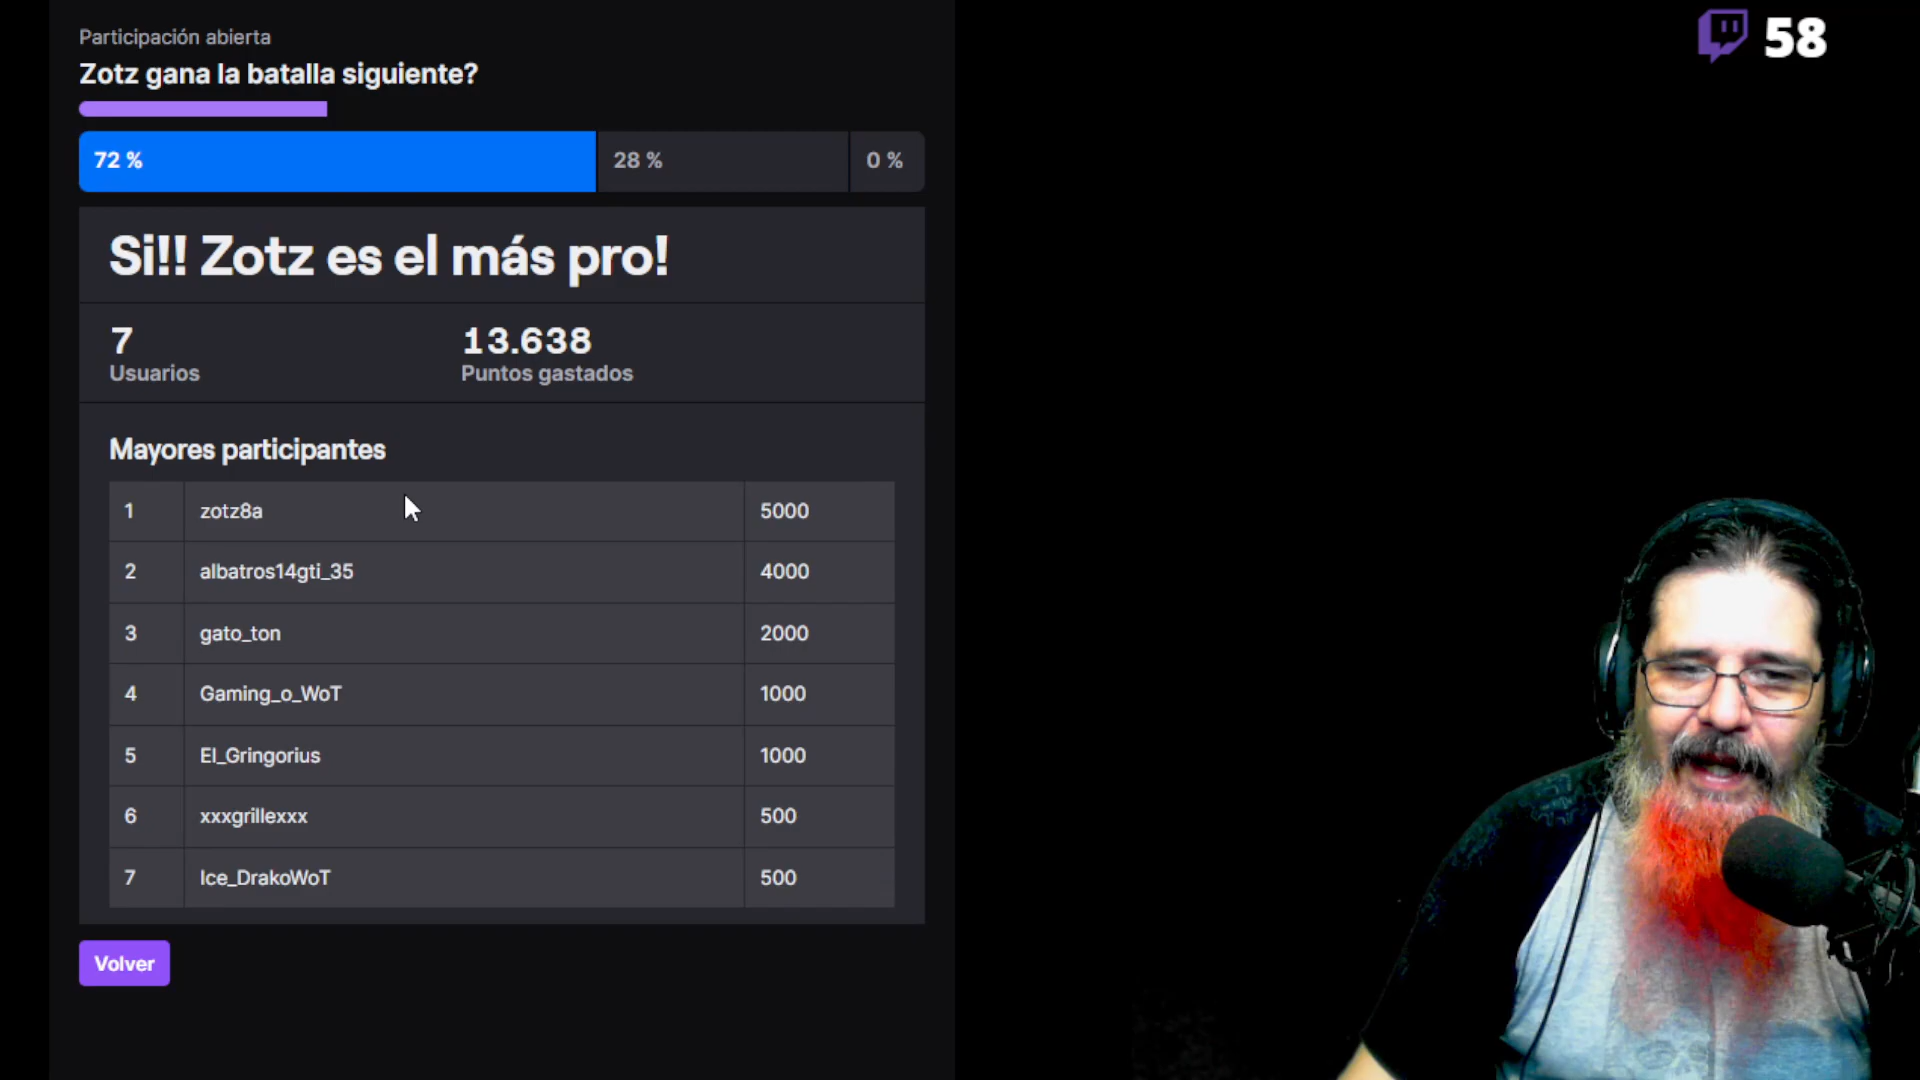 Participación abierta
Zotz gana la batalla siguiente?
72 % 28 % 0 %
Si!! Zotz es el más pro!
7 13.638
Usuarios Puntos gastados
Mayores participantes
1 zotz8a 5000
2 albatros14gti_35 4000
3 gato_ton 2000
4 Gaming_o_WoT 1000
5 El_Gringorius 1000
6 xxxgrillexxx 500
7 Ice_DrakoWoT 500
Volver
58